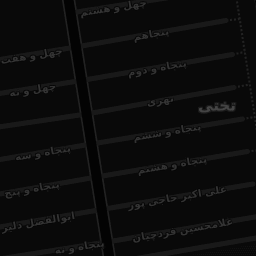 چهل و هشتم
پنجاهم
پنجاه و دوم
نهری
تختی
پنجاه و ششم
پنجاه و هشتم
علی اکبر حاجی پور
غلامحسین فردچیان
چهل و هفت
چهل و نه
پنجاه و سه
پنجاه و پنج
ابوالفضل دلیر
پنجاه و نه